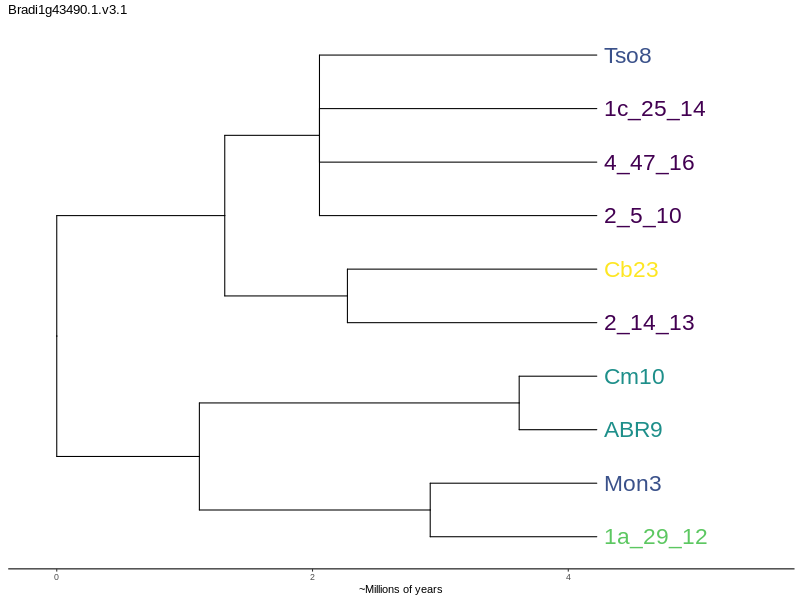 Bradi1g43490.1.v3.1
Tso8
1c_25_14
4_47_16
2_5_10
Cb23
2_14_13
Cm10
ABR9
Mon3
1a_29_12
0 2 4
~Millions of years